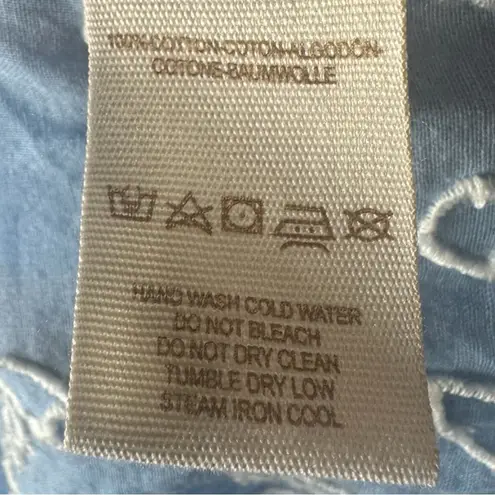 100%-COTTON-COTON-ALGODÓN-
COTONE-BAUMWOLLE
HAND WASH COLD WATER
DO NOT BLEACH
DO NOT DRY CLEAN
TUMBLE DRY LOW
STEAM IRON COOL